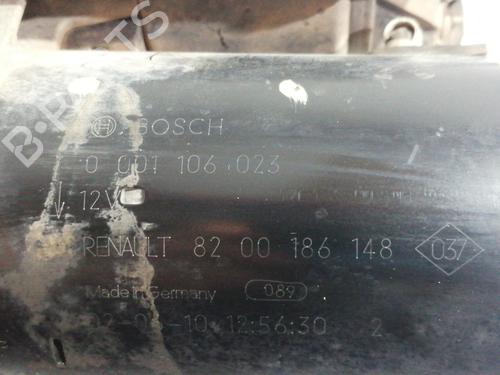 BOSCH
0 001 106 023
12V
RENAULT 82 00 186 148 037
Made in Germany 089
10 12:56:30 2